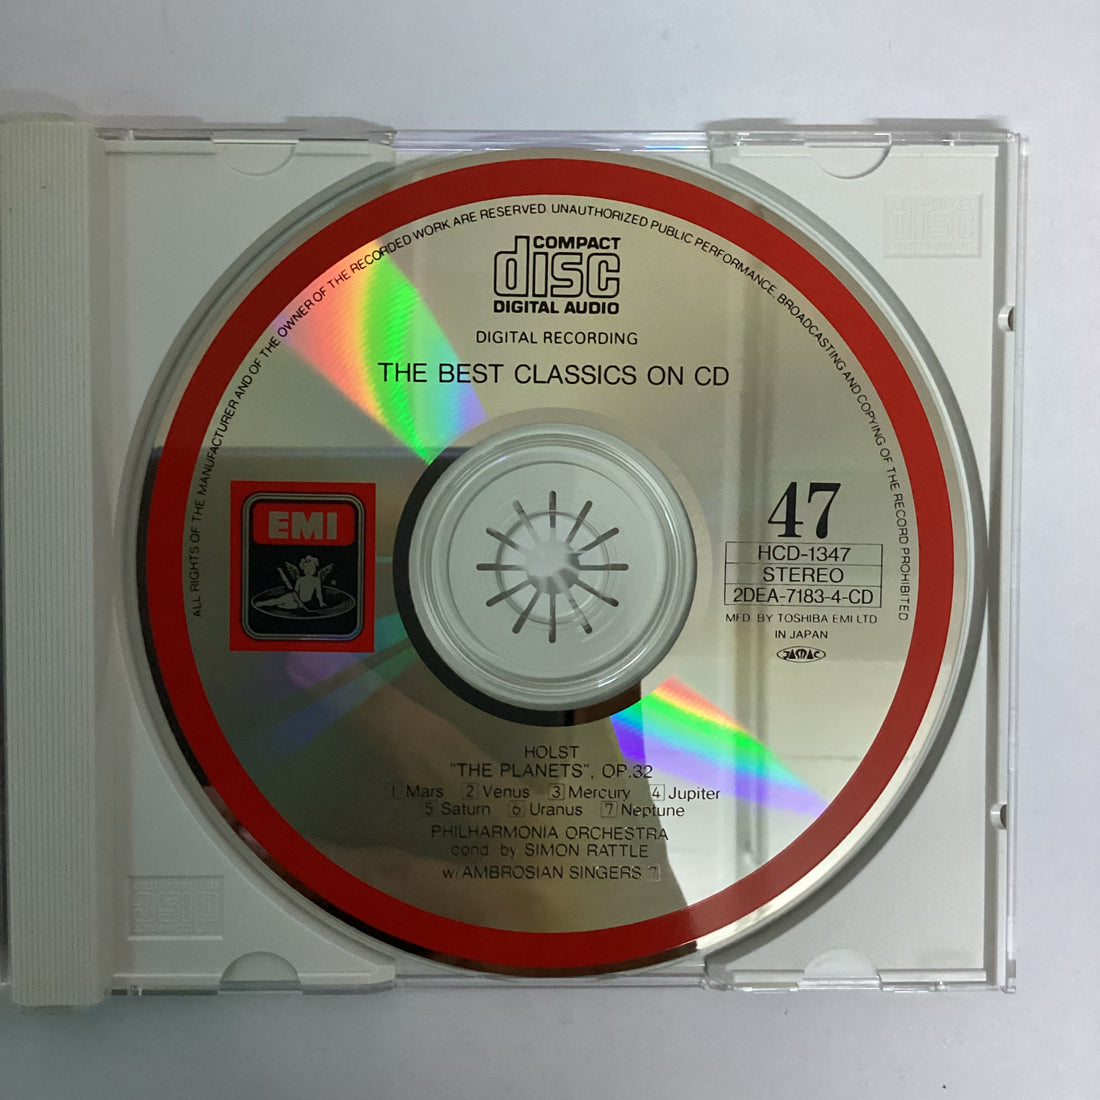 ALL RIGHTS OF THE MANUFACTURER AND OF THE OWNER OF THE RECORDED WORK ARE RESERVED. UNAUTHORIZED PUBLIC PERFORMANCE, BROADCASTING AND COPYING OF THE RECORD PROHIBITED
COMPACT
disc
DIGITAL AUDIO
DIGITAL RECORDING
THE BEST CLASSICS ON CD
EMI
47
HCD-1347
STEREO
2DEA-7183-4-CD
MFD. BY TOSHIBA EMI LTD
IN JAPAN
JASRAC
HOLST
"THE PLANETS", OP.32
1 Mars 2 Venus 3 Mercury 4 Jupiter
5 Saturn 6 Uranus 7 Neptune
PHILHARMONIA ORCHESTRA
cond. by SIMON RATTLE
w/AMBROSIAN SINGERS 7